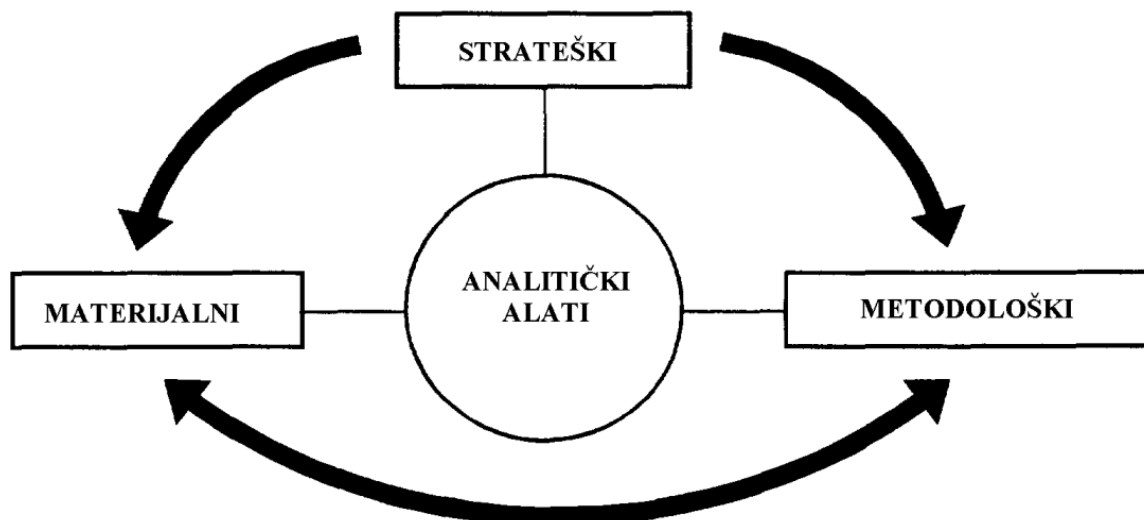 STRATEŠKI
ANALITIČKI
ALATI
MATERIJALNI
METODOLOŠKI